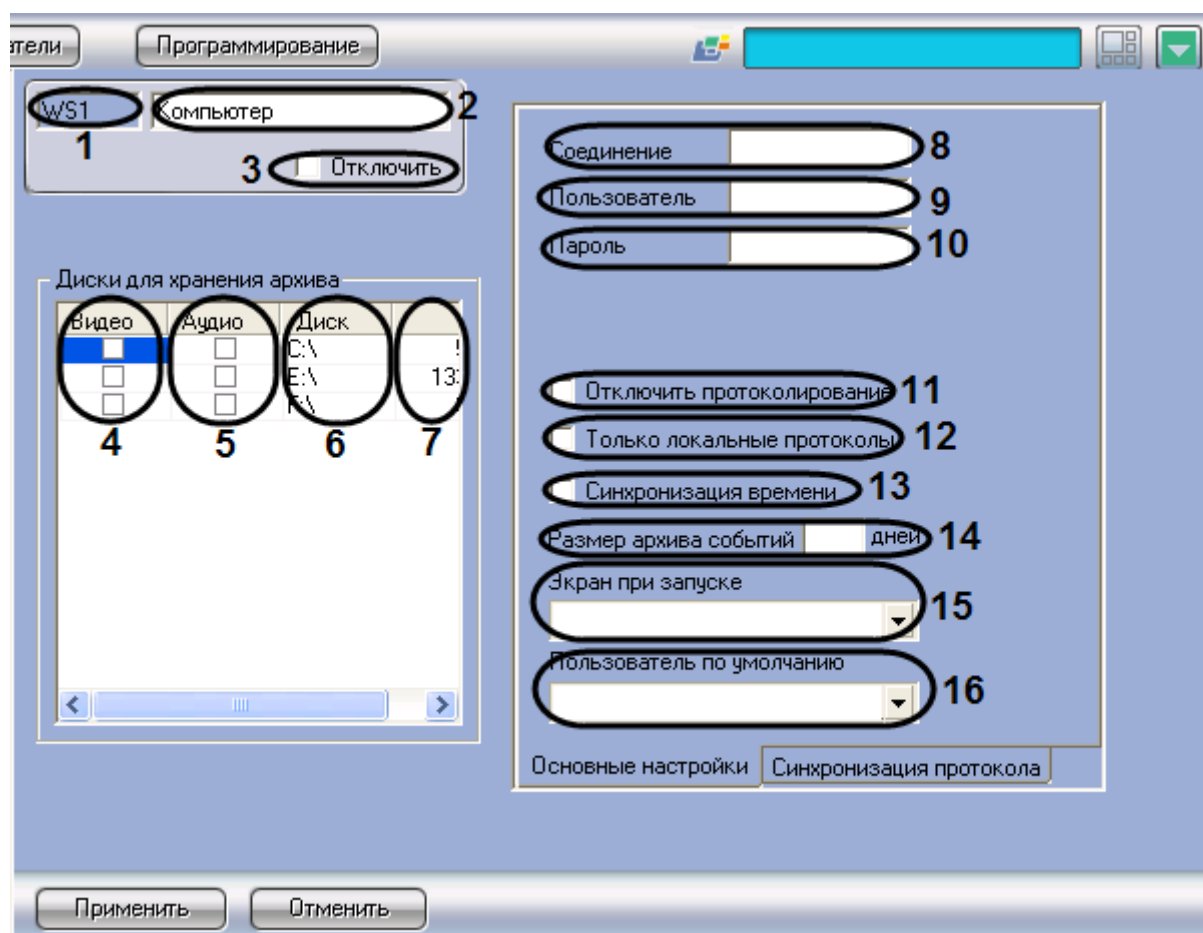 Программирование
WS1
Компьютер
2
1
3
Отключить
Диски для хранения архива
Видео Аудио Диск
C:\
E:\ 13
F:\
4 5 6 7
Соединение 8
Пользователь 9
Пароль 10
Отключить протоколирование 11
Только локальные протоколы 12
Синхронизация времени 13
Размер архива событий дней 14
Экран при запуске
15
Пользователь по умолчанию
16
Основные настройки Синхронизация протокола
Применить Отменить